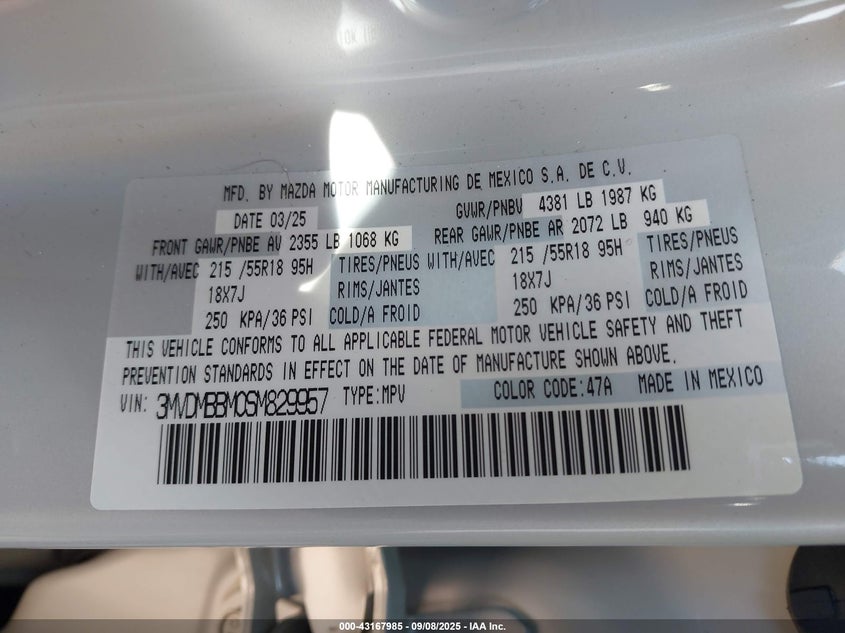 MFD. BY MAZDA MOTOR MANUFACTURING DE MEXICO S.A. DE C.V.
DATE 03/25 GVWR/PNBV 4381 LB 1987 KG
FRONT GAWR/PNBE AV 2355 LB 1068 KG REAR GAWR/PNBE AR 2072 LB 940 KG
WITH/AVEC 215 /55R18 95H TIRES/PNEUS WITH/AVEC 215 /55R18 95H TIRES/PNEUS
18X7J RIMS/JANTES 18X7J RIMS/JANTES
250 KPA/36 PSI COLD/A FROID 250 KPA/36 PSI COLD/A FROID
THIS VEHICLE CONFORMS TO ALL APPLICABLE FEDERAL MOTOR VEHICLE SAFETY AND THEFT
PREVENTION STANDARDS IN EFFECT ON THE DATE OF MANUFACTURE SHOWN ABOVE.
VIN: 3MVDMBBM0SM829957 TYPE:MPV COLOR CODE:47A MADE IN MEXICO
000-43167985 - 09/08/2025 - IAA Inc.